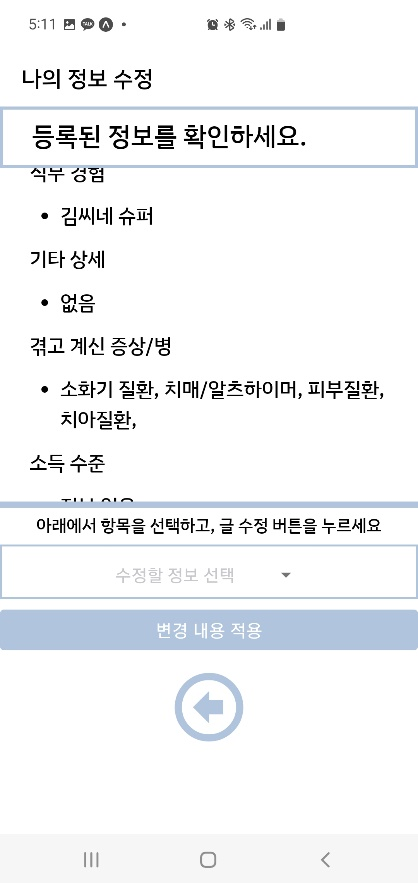 5:11
나의 정보 수정
등록된 정보를 확인하세요.
직무 경험
• 김씨네 슈퍼
기타 상세
• 없음
겪고 계신 증상/병
• 소화기 질환, 치매/알츠하이머, 피부질환,
치아질환,
소득 수준
아래에서 항목을 선택하고, 글 수정 버튼을 누르세요
수정할 정보 선택
변경 내용 적용